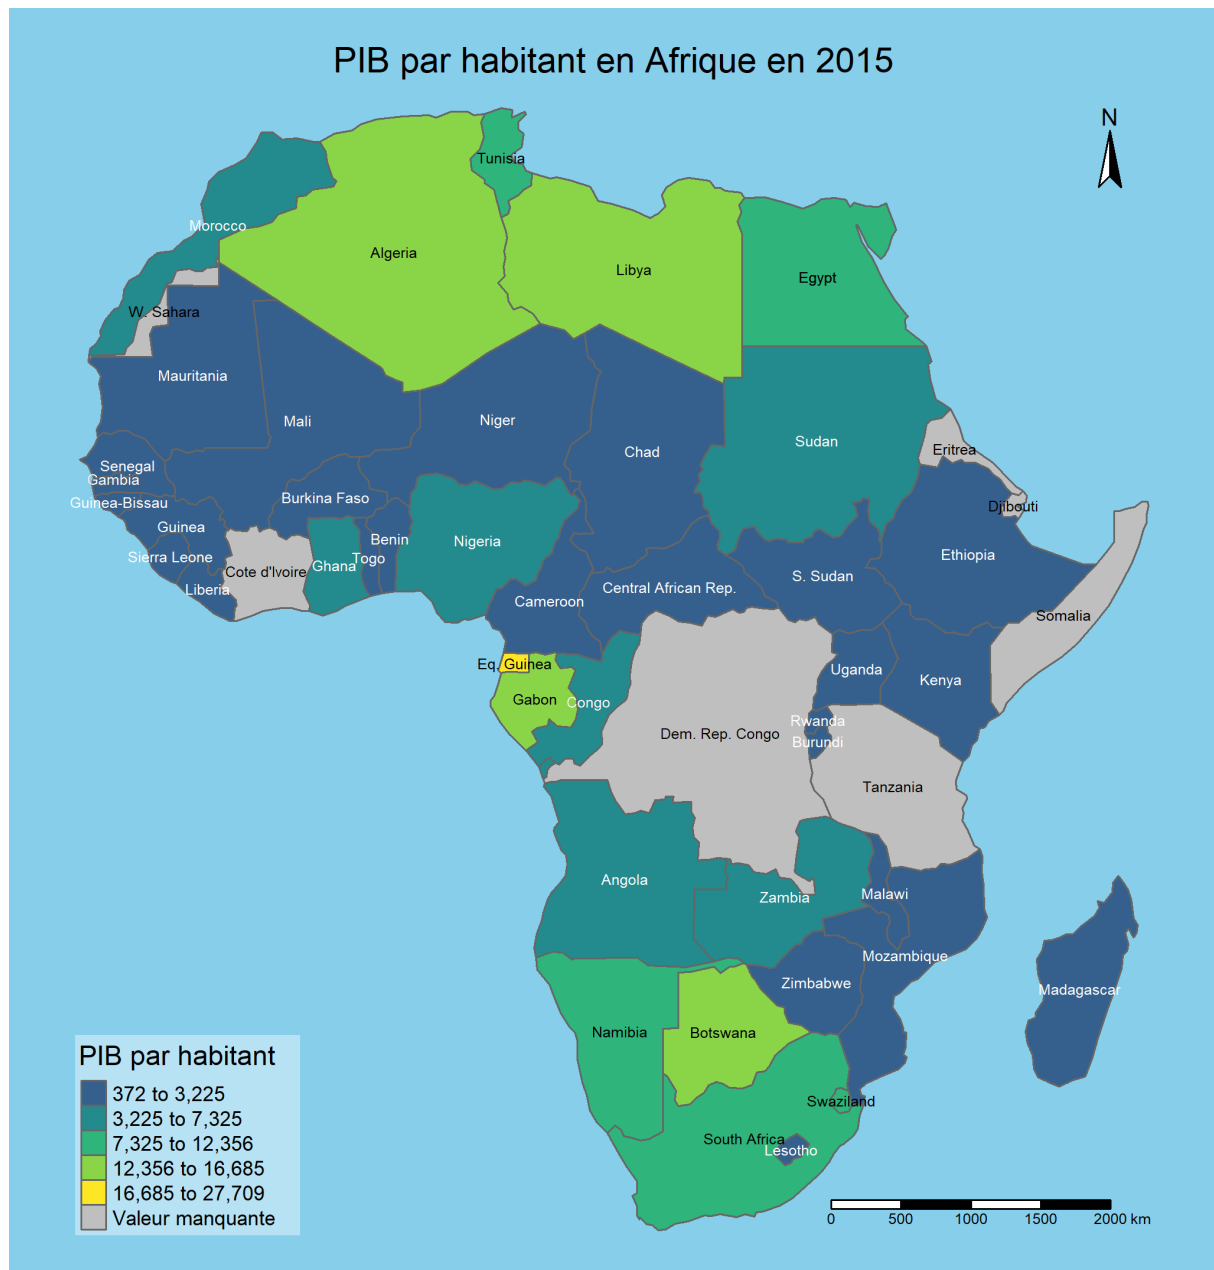 PIB par habitant en Afrique en 2015
N
Tunisia
Morocco
Algeria
Libya
Egypt
W. Sahara
Mauritania
Mali
Niger
Chad
Sudan
Eritrea
Senegal
Gambia
Burkina Faso
Guinea-Bissau
Djibouti
Guinea
Benin
Nigeria
Ethiopia
Sierra Leone
Togo
Ghana
Cote d'Ivoire
S. Sudan
Liberia
Cameroon
Central African Rep.
Somalia
Eq. Guinea
Uganda
Kenya
Gabon
Congo
Rwanda
Dem. Rep. Congo
Burundi
Tanzania
Angola
Zambia
Malawi
Mozambique
Zimbabwe
Madagascar
Namibia
Botswana
Swaziland
South Africa
Lesotho
PIB par habitant
372 to 3,225
3,225 to 7,325
7,325 to 12,356
12,356 to 16,685
16,685 to 27,709
Valeur manquante
0 500 1000 1500 2000 km